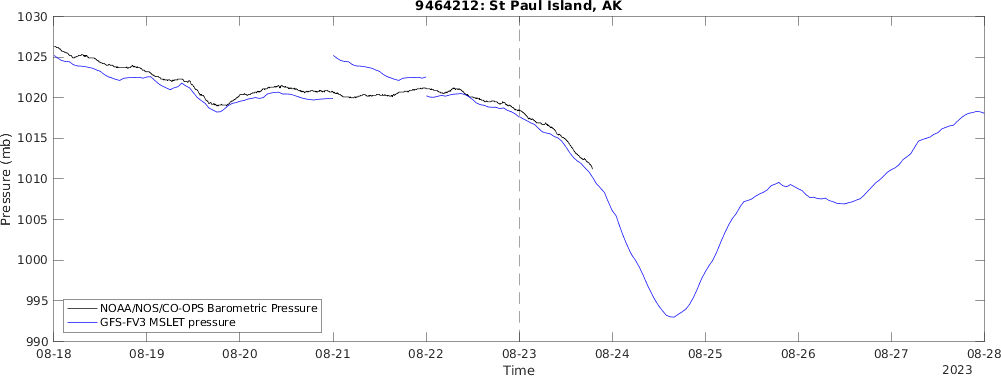 9464212: St Paul Island, AK
1030
1025
1020
1015
1010
1005
1000
995
990
Pressure (mb)
NOAA/NOS/CO-OPS Barometric Pressure
GFS-FV3 MSLET pressure
08-18 08-19 08-20 08-21 08-22 08-23 08-24 08-25 08-26 08-27 08-28
Time
2023